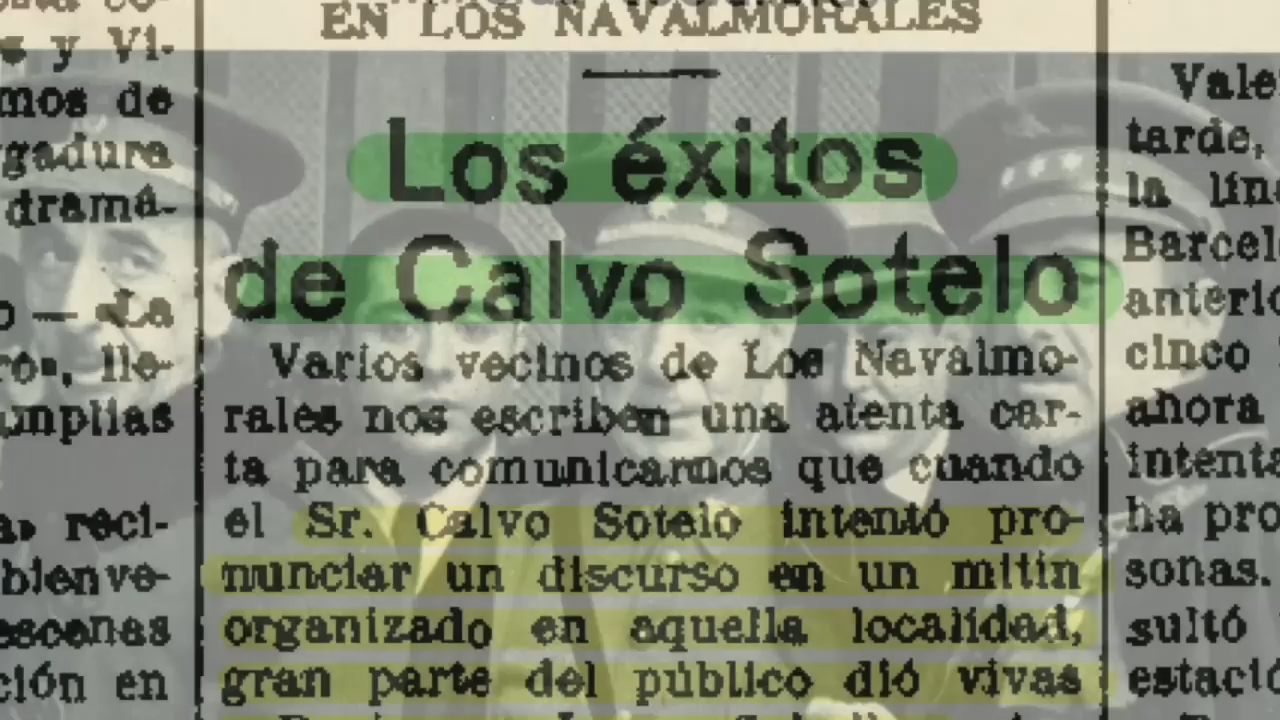 EN LOS NAVALMORALES
Los éxitos
de Calvo Sotelo
Varios vecinos de Los Navalmo-
rales nos escriben una atenta car-
ta para comunicarnos que cuando
el Sr. Calvo Sotelo intentó pro-
nunciar un discurso en un mitin
organizado en aquella localidad,
gran parte del público dió vivas
y Vi-
mos de
gadura
dramá-
La
lle-
umplias
reci-
bienve-
escenas
ción en
Vale
tarde,
la lín
Barcel
anterio
cinco
ahora
intenta
ha pro
sonas.
sultó
estació